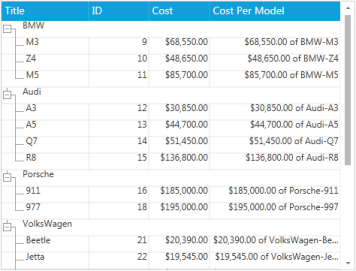 Title ID Cost Cost Per Model
BMW
M3 9 $68,550.00 $68,550.00 of BMW-M3
Z4 10 $48,650.00 $48,650.00 of BMW-Z4
M5 11 $85,700.00 $85,700.00 of BMW-M5
Audi
A3 12 $30,850.00 $30,850.00 of Audi-A3
A5 13 $44,700.00 $44,700.00 of Audi-A5
Q7 14 $51,450.00 $51,450.00 of Audi-Q7
R8 15 $136,800.00 $136,800.00 of Audi-R8
Porsche
911 16 $185,000.00 $185,000.00 of Porsche-911
977 18 $195,000.00 $195,000.00 of Porsche-997
VolksWagen
Beetle 21 $20,390.00 $20,390.00 of VolksWagen-Be...
Jetta 22 $19,545.00 $19,545.00 of VolksWagen-Je...